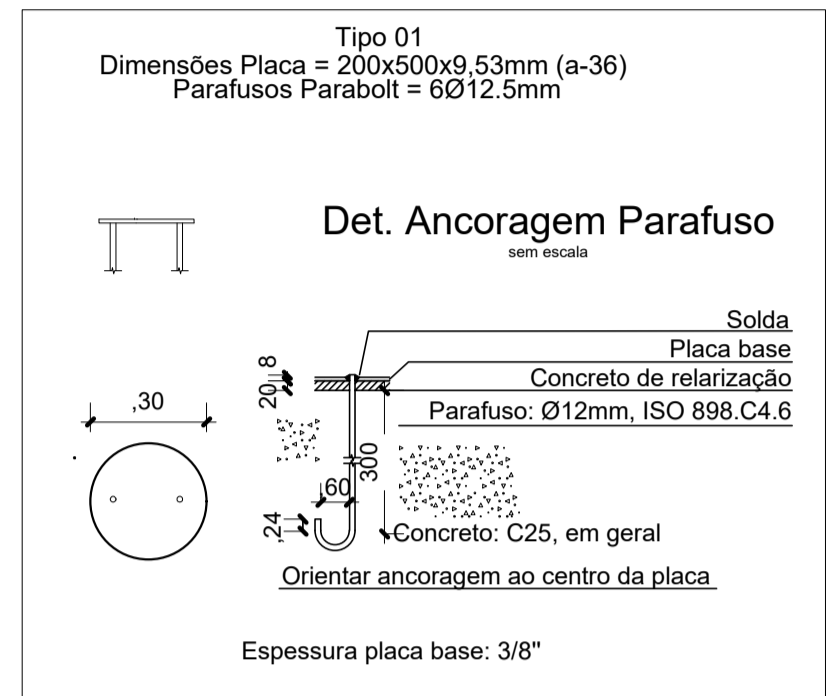 Tipo 01
Dimensões Placa = 200x500x9,53mm (a-36)
Parafusos Parabolt = 6Ø12.5mm
Det. Ancoragem Parafuso
sem escala
Solda
Placa base
Concreto de relarização
Parafuso: Ø12mm, ISO 898.C4.6
8
20
,30
300
,60
,24
Concreto: C25, em geral
Orientar ancoragem ao centro da placa
Espessura placa base: 3/8"